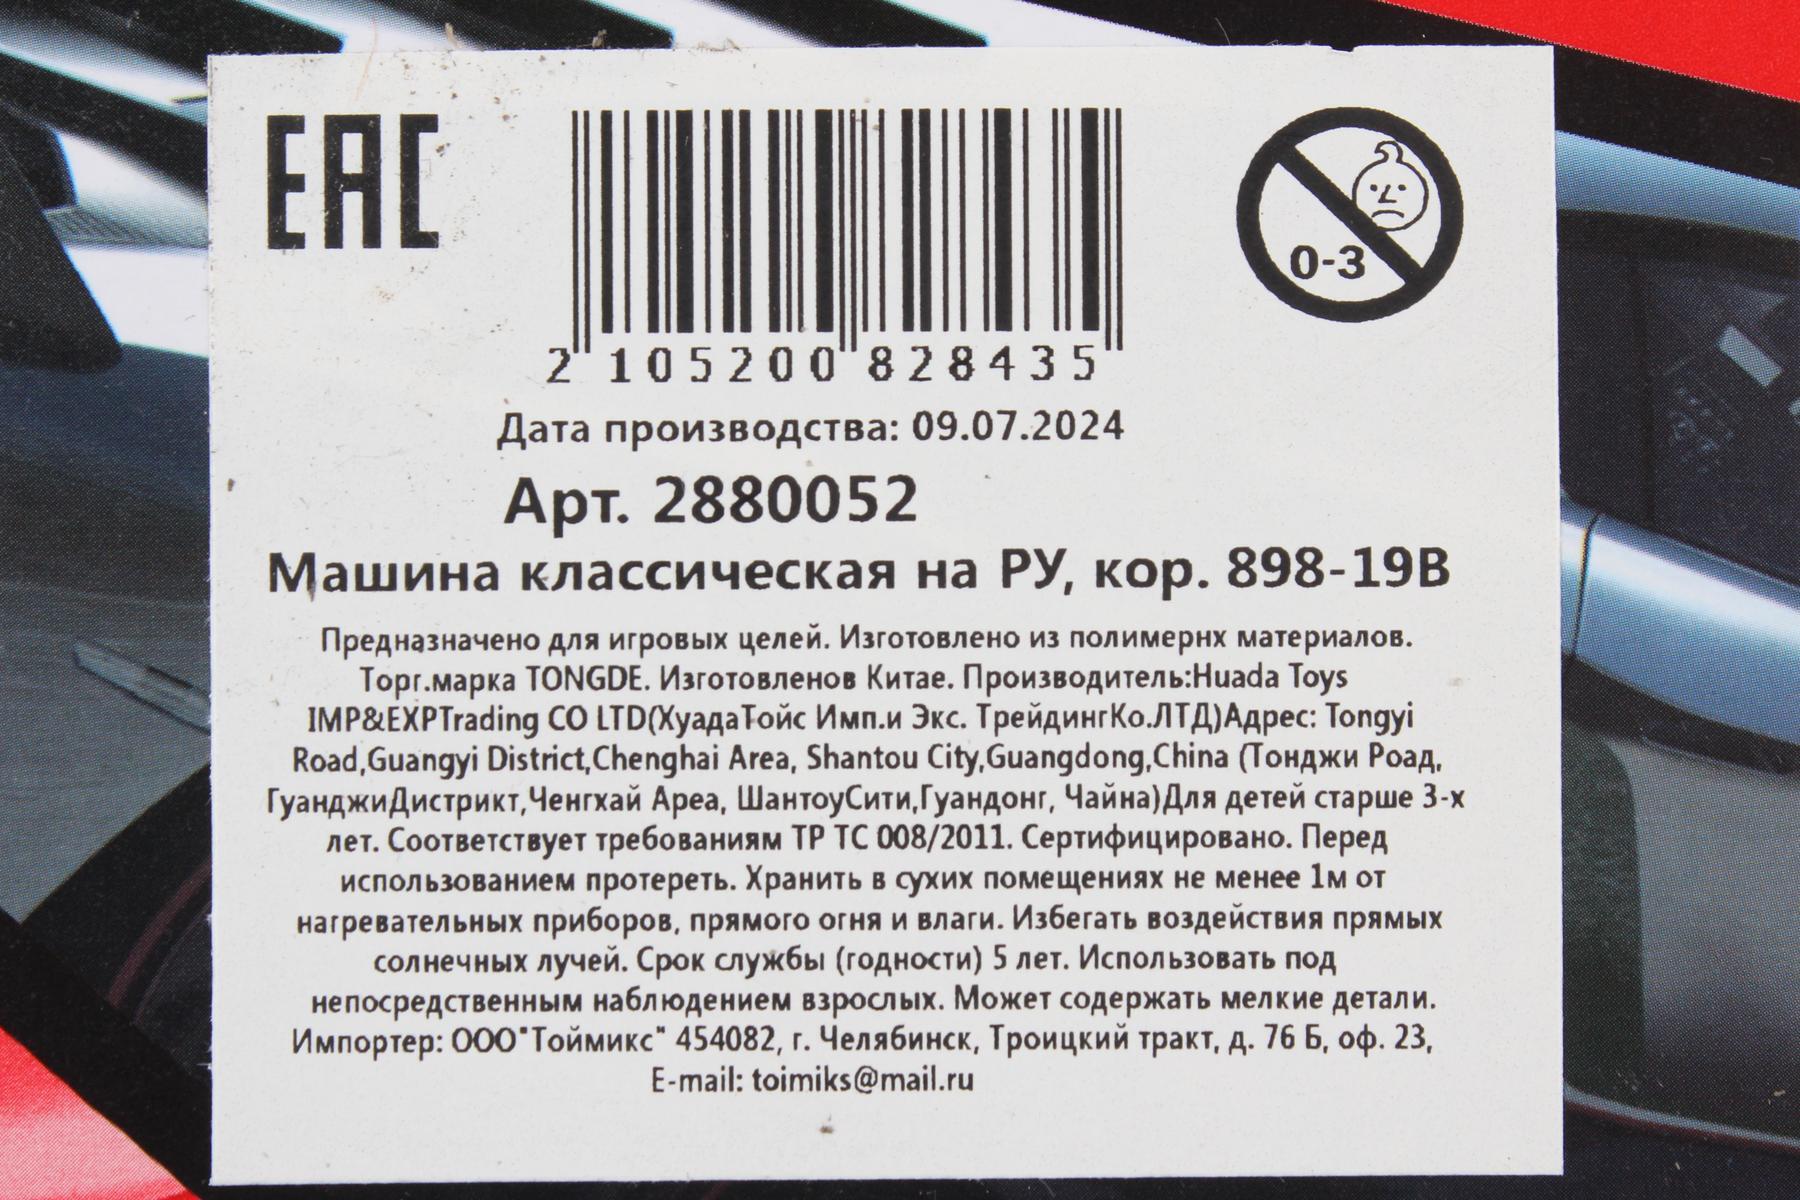 EAC
0-3
2 105200 828435
Дата производства: 09.07.2024
Арт. 2880052
Машина классическая на РУ, кор. 898-19B
Предназначено для игровых целей. Изготовлено из полимернх материалов.
Торг.марка TONGDE. Изготовленов Китае. Производитель:Huada Toys
IMP&EXPTrading CO LTD(ХуадаТойс Имп.и Экс. ТрейдингКо.ЛТД)Адрес: Tongyi
Road,Guangyi District,Chenghai Area, Shantou City,Guangdong,China (Тонджи Роад,
ГуанджиДистрикт,Ченгхай Ареа, ШантоуСити,Гуандонг, Чайна)Для детей старше 3-х
лет. Соответствует требованиям ТР ТС 008/2011. Сертифицировано. Перед
использованием протереть. Хранить в сухих помещениях не менее 1м от
нагревательных приборов, прямого огня и влаги. Избегать воздействия прямых
солнечных лучей. Срок службы (годности) 5 лет. Использовать под
непосредственным наблюдением взрослых. Может содержать мелкие детали.
Импортер: ООО"Тоймикс" 454082, г. Челябинск, Троицкий тракт, д. 76 Б, оф. 23,
E-mail: toimiks@mail.ru